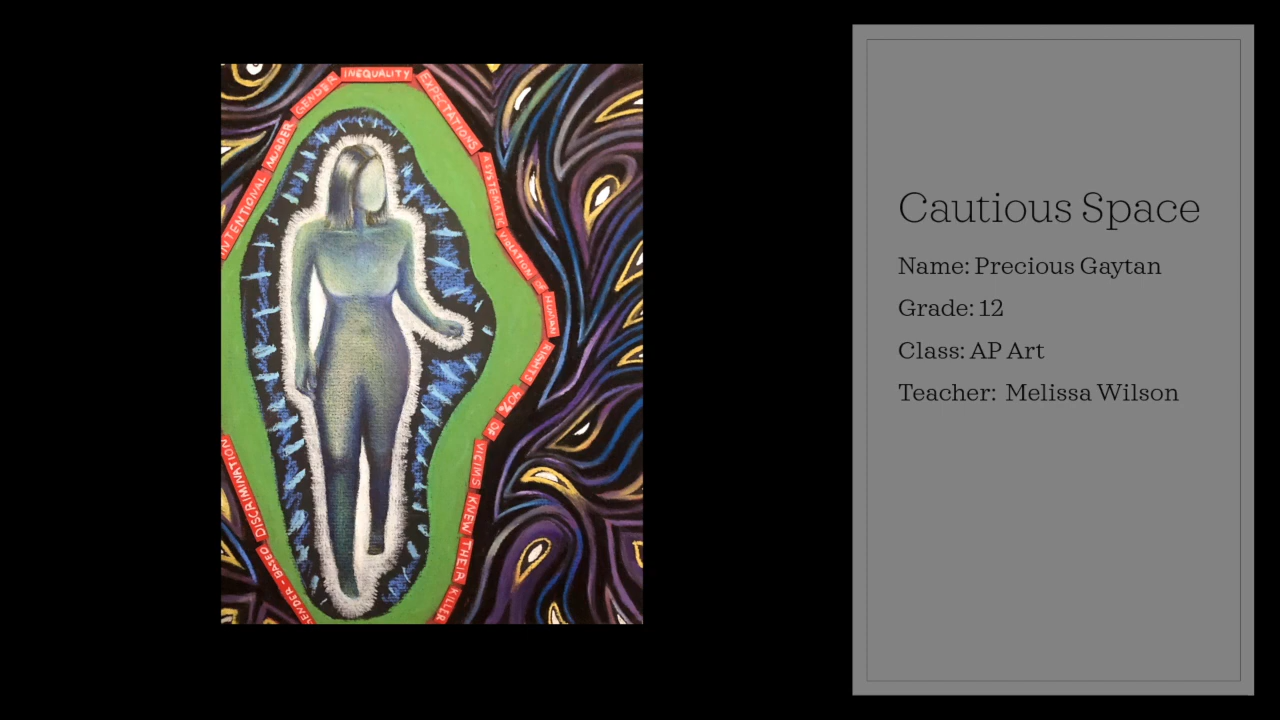 INTENTIONAL MURDER GENDER INEQUALITY EXPECTATIONS A SYSTEMATIC VIOLATION OF HUMAN RIGHTS 40% OF VICIMS KNEW THEIR KILLER
GENDER-BASED DISCRIMINATION
Cautious Space
Name: Precious Gaytan
Grade: 12
Class: AP Art
Teacher: Melissa Wilson